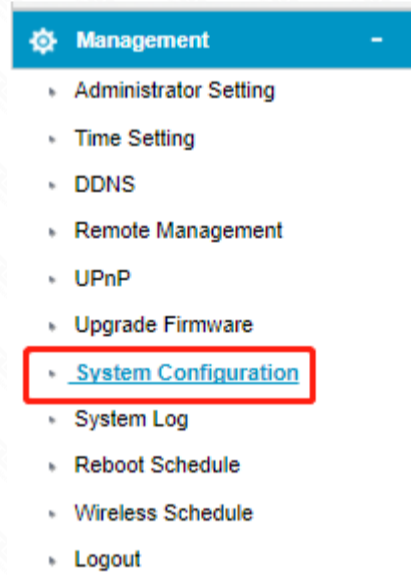 Management
Administrator Setting
Time Setting
DDNS
Remote Management
UPnP
Upgrade Firmware
System Configuration
System Log
Reboot Schedule
Wireless Schedule
Logout